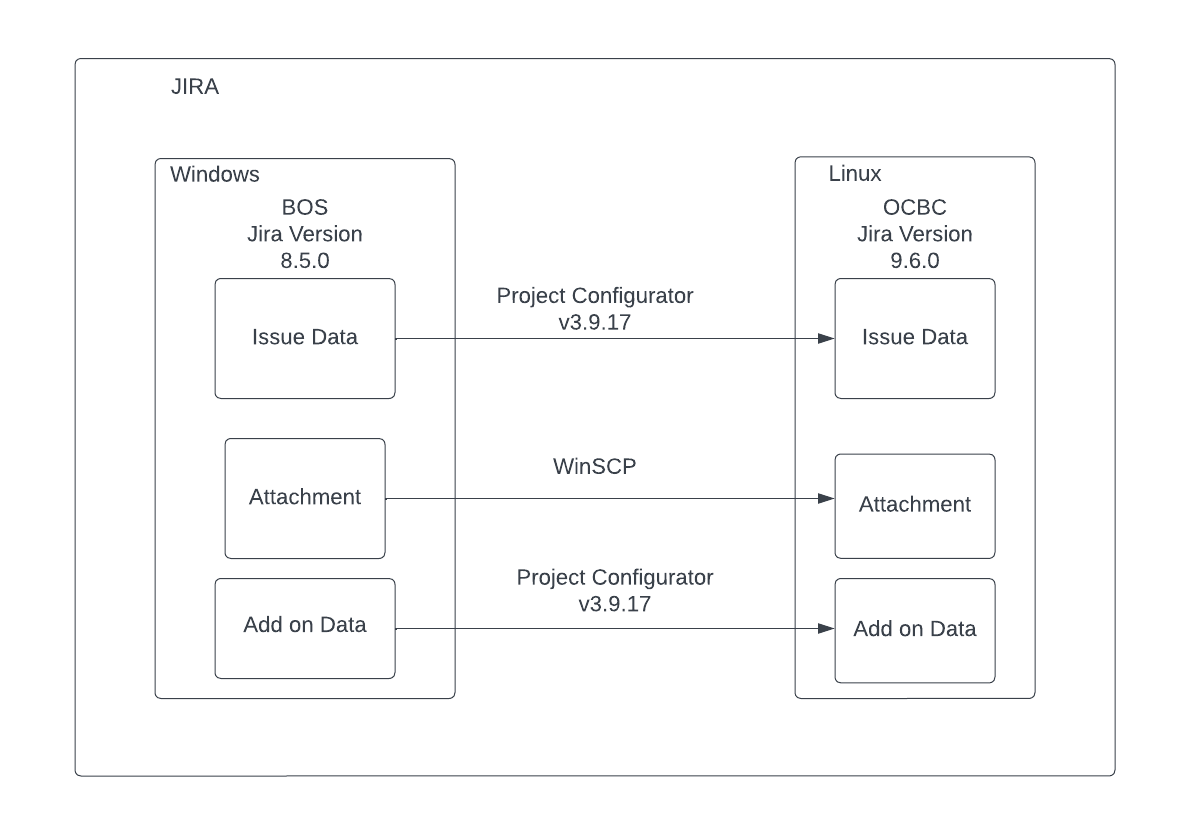 JIRA
Windows
BOS
Jira Version
8.5.0
Linux
OCBC
Jira Version
9.6.0
Project Configurator
v3.9.17
Issue Data
Issue Data
WinSCP
Attachment
Attachment
Project Configurator
v3.9.17
Add on Data
Add on Data